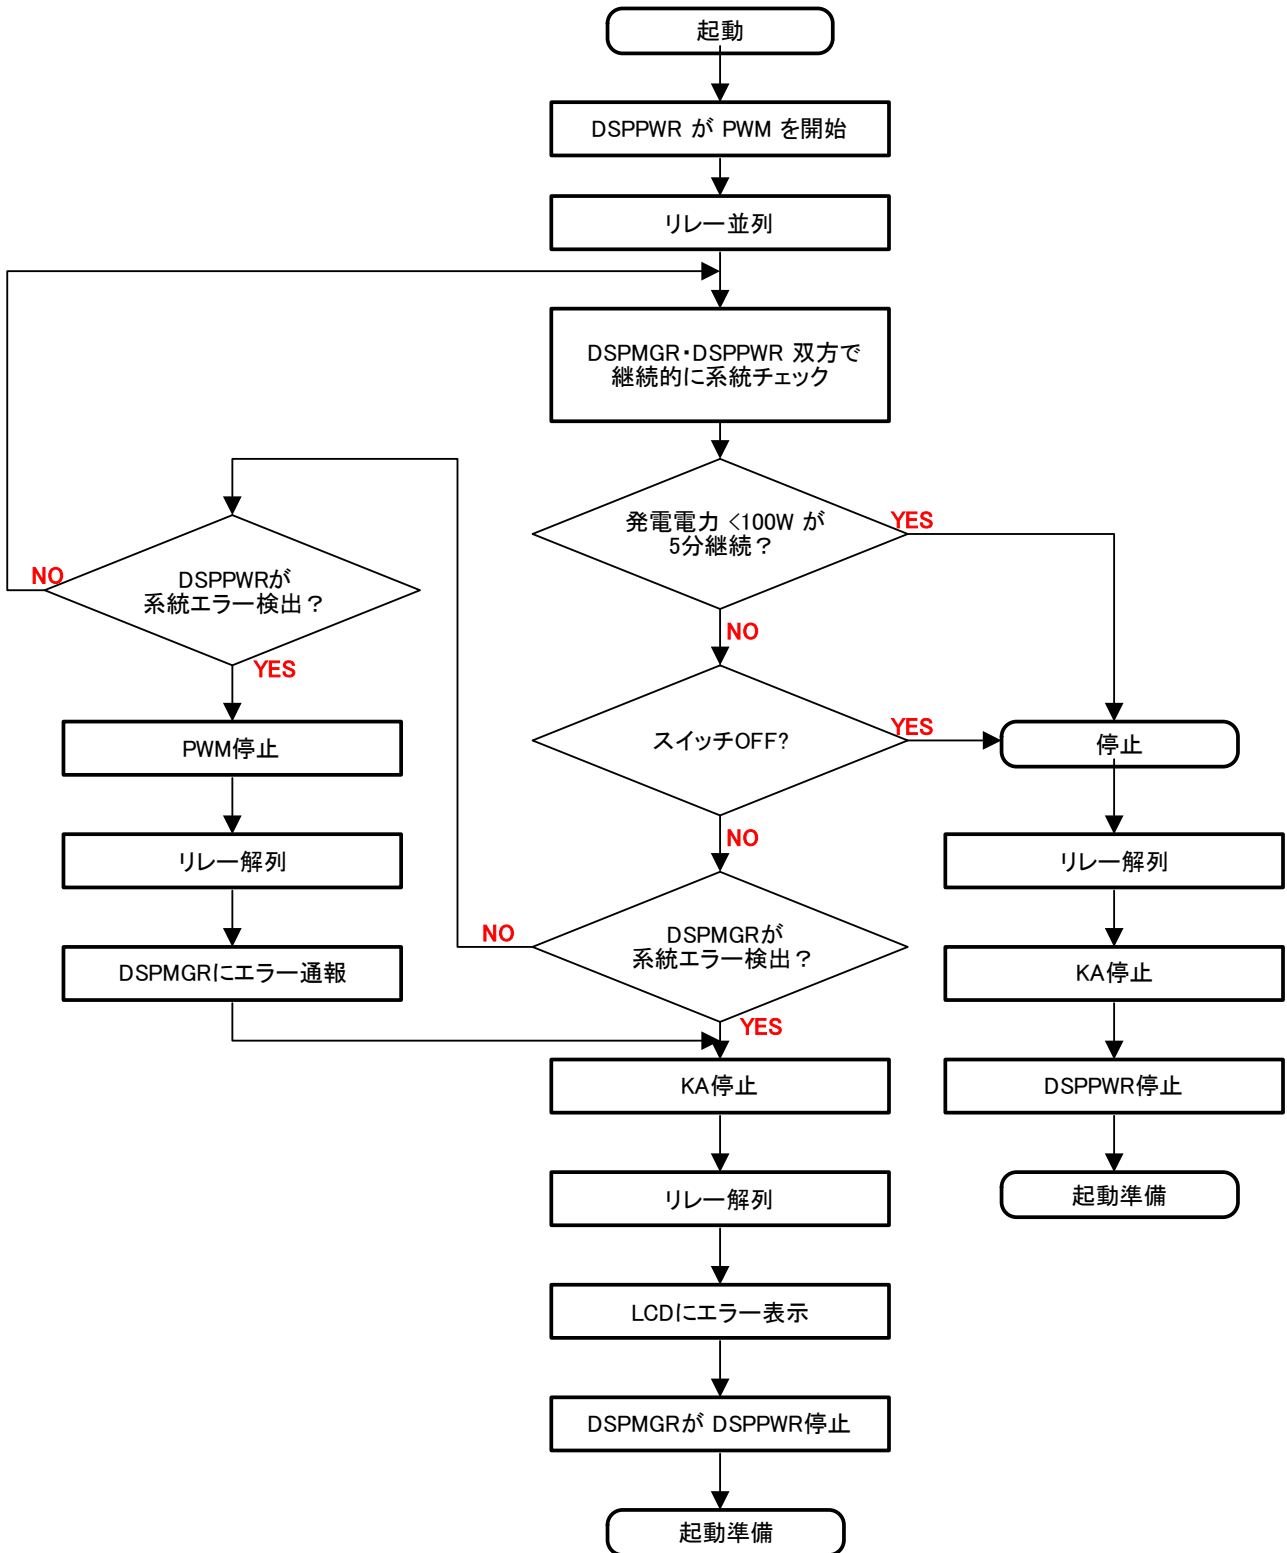 起動
DSPPWR が PWM を開始
リレー並列
DSPMGR・DSPPWR 双方で
継続的に系統チェック
発電電力 <100W が
5分継続？
YES
NO
DSPPWRが
系統エラー検出？
NO
YES
スイッチOFF?
YES
NO
停止
PWM停止
リレー解列
DSPMGRにエラー通報
DSPMGRが
系統エラー検出？
NO
YES
リレー解列
KA停止
DSPPWR停止
起動準備
KA停止
リレー解列
LCDにエラー表示
DSPMGRが DSPPWR停止
起動準備